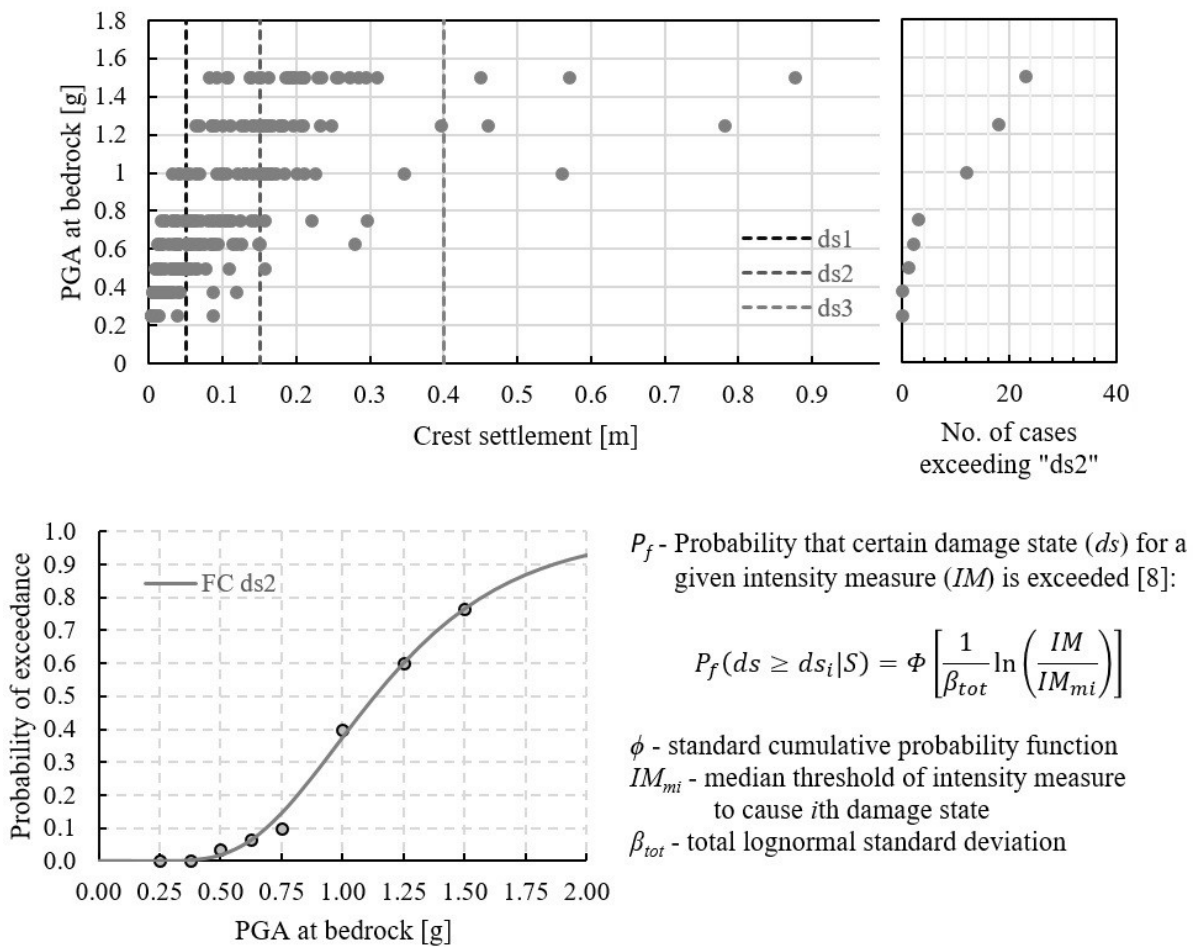 1.8
1.6
1.4
1.2
1
0.8
0.6
0.4
0.2
0
PGA at bedrock [g]
ds1
ds2
ds3
0 0.1 0.2 0.3 0.4 0.5 0.6 0.7 0.8 0.9
Crest settlement [m]
0 20 40
No. of cases
exceeding "ds2"
1.0
0.9
0.8
0.7
0.6
0.5
0.4
0.3
0.2
0.1
0.0
Probability of exceedance
FC ds2
0.00 0.25 0.50 0.75 1.00 1.25 1.50 1.75 2.00
PGA at bedrock [g]
P_f - Probability that certain damage state (ds) for a
given intensity measure (IM) is exceeded [8]:
P_f(ds ≥ ds_i|S) = Φ [1/β_tot ln (IM/IM_mi)]
ϕ - standard cumulative probability function
IM_mi - median threshold of intensity measure
to cause ith damage state
β_tot - total lognormal standard deviation